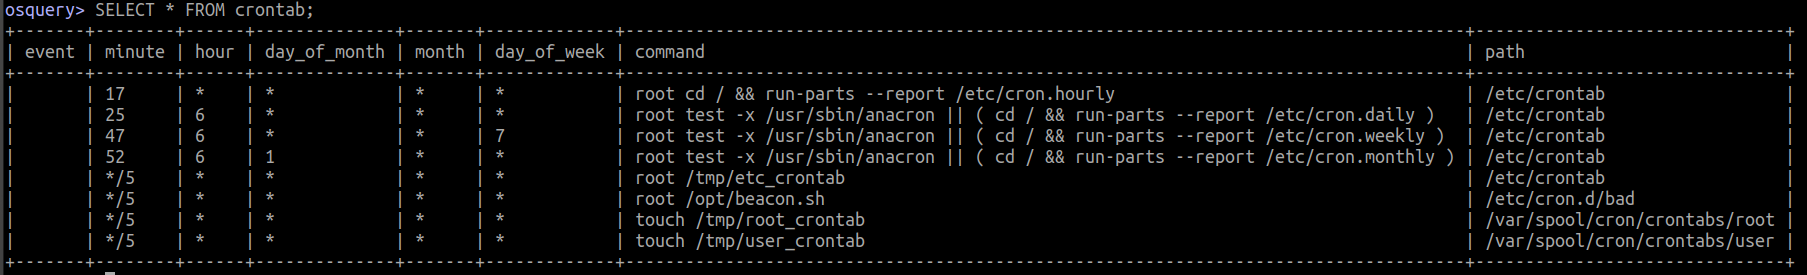 osquery> SELECT * FROM crontab;
+-------+--------+------+--------------+-------+-------------+------------------------------------------------------------------------------------+-------------------------------+
| event | minute | hour | day_of_month | month | day_of_week | command                                                                            | path                          |
+-------+--------+------+--------------+-------+-------------+------------------------------------------------------------------------------------+-------------------------------+
|       | 17     | *    | *            | *     | *           | root cd / && run-parts --report /etc/cron.hourly                                   | /etc/crontab                  |
|       | 25     | 6    | *            | *     | *           | root test -x /usr/sbin/anacron || ( cd / && run-parts --report /etc/cron.daily )   | /etc/crontab                  |
|       | 47     | 6    | *            | *     | 7           | root test -x /usr/sbin/anacron || ( cd / && run-parts --report /etc/cron.weekly )  | /etc/crontab                  |
|       | 52     | 6    | 1            | *     | *           | root test -x /usr/sbin/anacron || ( cd / && run-parts --report /etc/cron.monthly ) | /etc/crontab                  |
|       | */5    | *    | *            | *     | *           | root /tmp/etc_crontab                                                              | /etc/crontab                  |
|       | */5    | *    | *            | *     | *           | root /opt/beacon.sh                                                                | /etc/cron.d/bad               |
|       | */5    | *    | *            | *     | *           | touch /tmp/root_crontab                                                            | /var/spool/cron/crontabs/root |
|       | */5    | *    | *            | *     | *           | touch /tmp/user_crontab                                                            | /var/spool/cron/crontabs/user |
+-------+--------+------+--------------+-------+-------------+------------------------------------------------------------------------------------+-------------------------------+